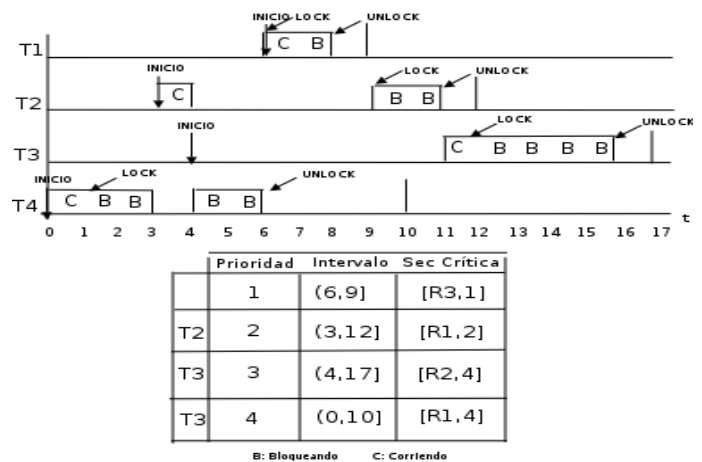 INICIO LOCK UNLOCK
T1 C B
INICIO LOCK UNLOCK
T2 C B B
INICIO LOCK UNLOCK
T3 C B B B B
INICIO LOCK UNLOCK
T4 C B B B B
0 1 2 3 4 5 6 7 8 9 10 11 12 13 14 15 16 17 t
Prioridad Intervalo Sec Crítica
1 (6,9] [R3,1]
T2 2 (3,12] [R1,2]
T3 3 (4,17] [R2,4]
T3 4 (0,10] [R1,4]
B: Bloqueando C: Corriendo